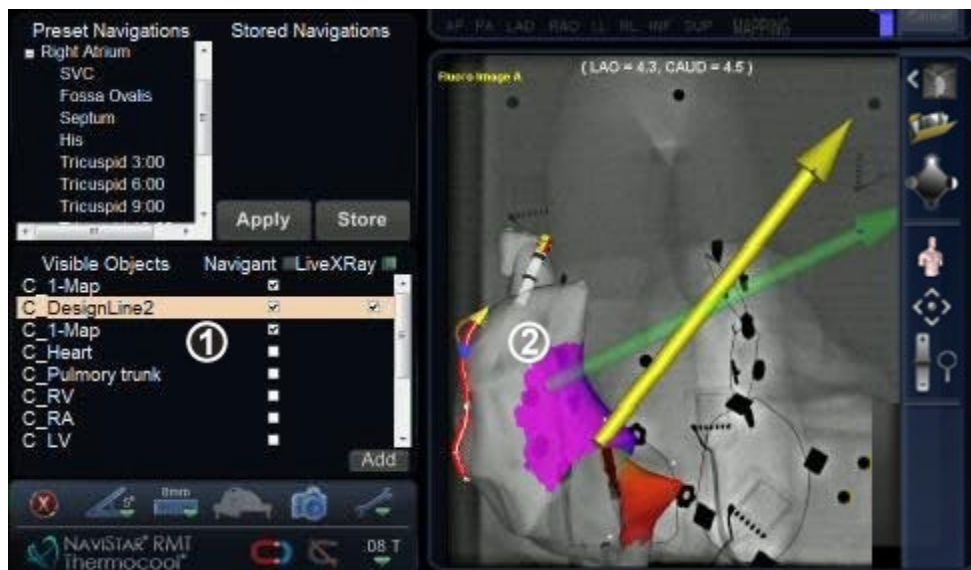 Preset Navigations Stored Navigations
AP PA LAO RAO LL RL INF SUP MAPPING
Cancel
Right Atrium
SVC
Fossa Ovalis
Septum
His
Tricuspid 3:00
Tricuspid 6:00
Tricuspid 9:00
Apply Store
Fluoro Image A
( LAO = 4.3, CAUD = 4.5 )
Visible Objects Navigant LiveXRay
C_1-Map
C_DesignLine2
C_1-Map
C_Heart
C_Pulmory trunk
C_RV
C_RA
C_LV
Add
1
2
5°
8mm
NAVISTAR® RMT
Thermocool®
.08 T